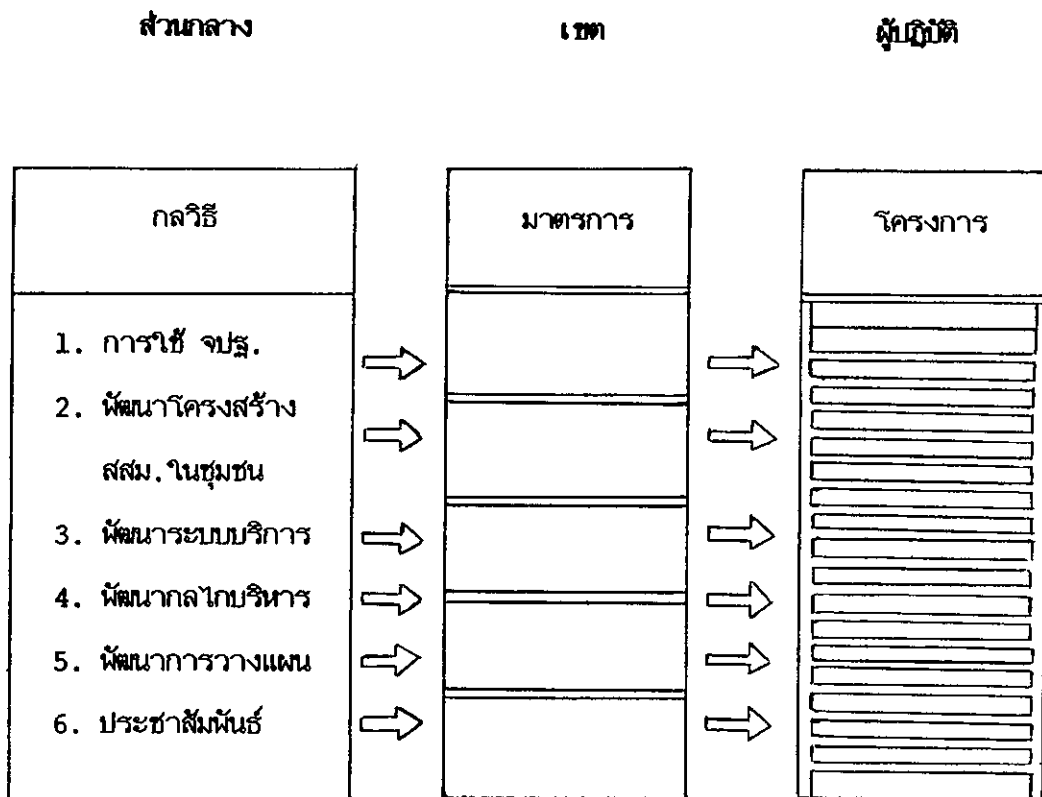 ส่วนกลาง เขต ผู้ปฏิบัติ
กลวิธี มาตรการ โครงการ
1. การใช้ จปฐ.
2. พัฒนาโครงสร้าง
สสม.ในชุมชน
3. พัฒนาระบบบริการ
4. พัฒนากลไกบริหาร
5. พัฒนาการวางแผน
6. ประชาสัมพันธ์